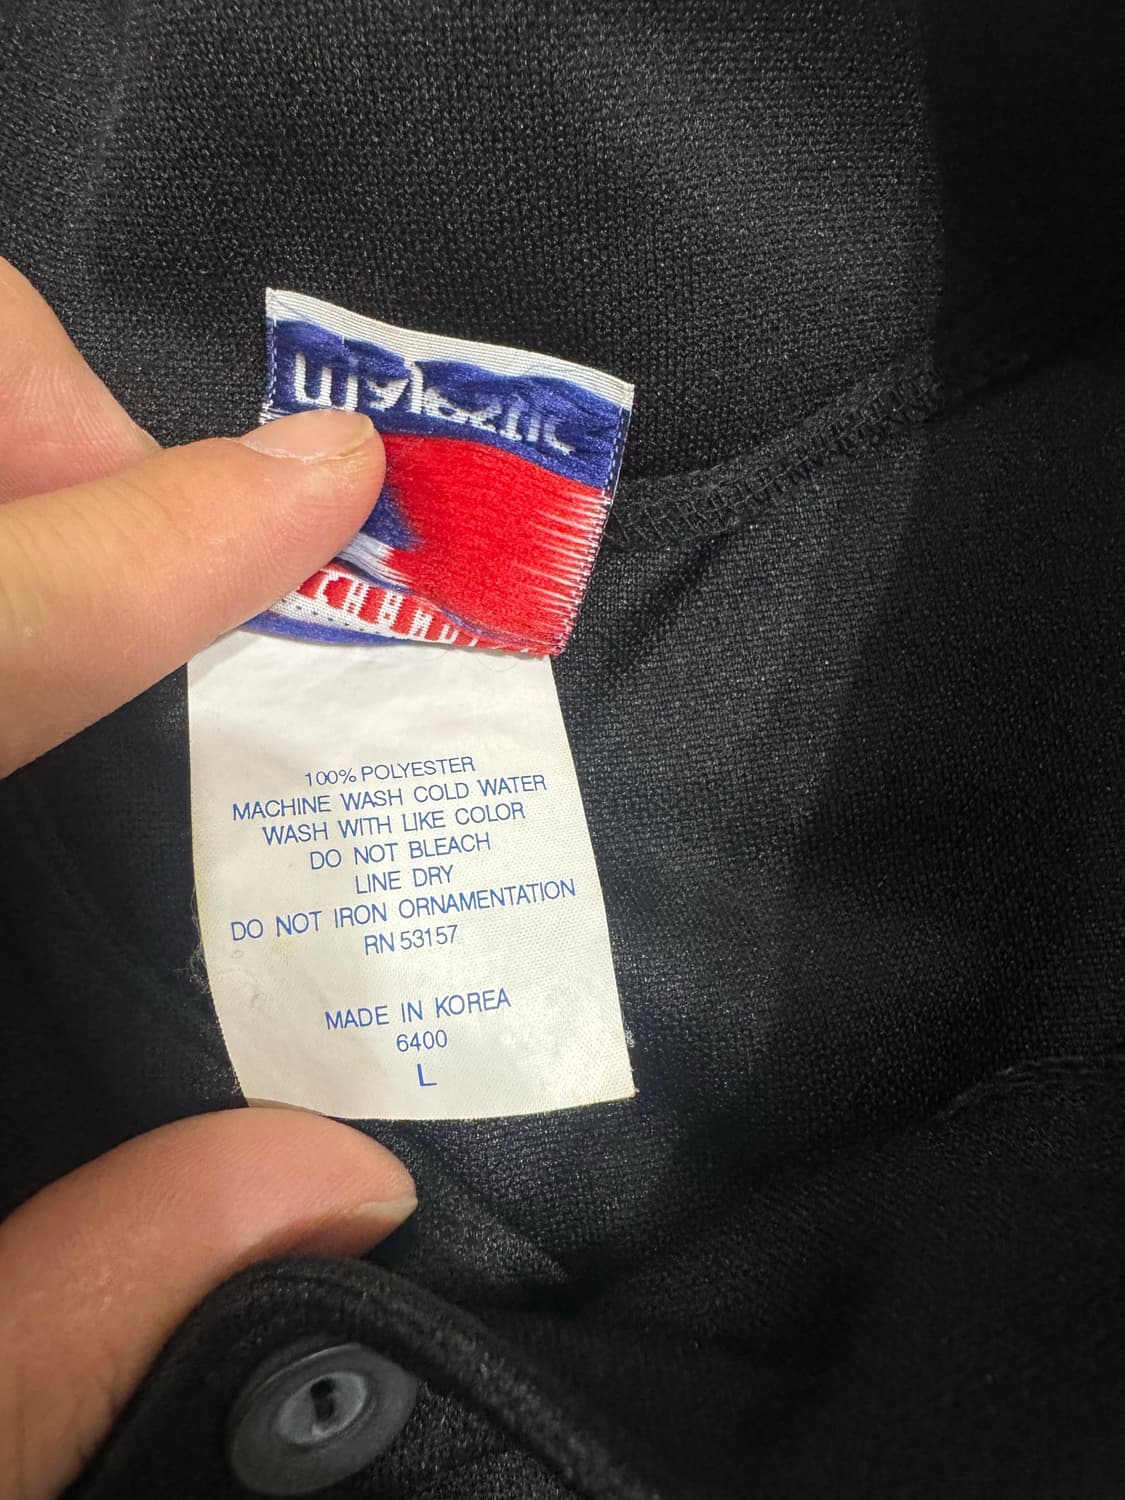 100% POLYESTER
MACHINE WASH COLD WATER
WASH WITH LIKE COLOR
DO NOT BLEACH
LINE DRY
DO NOT IRON ORNAMENTATION
RN 53157
MADE IN KOREA
6400
L